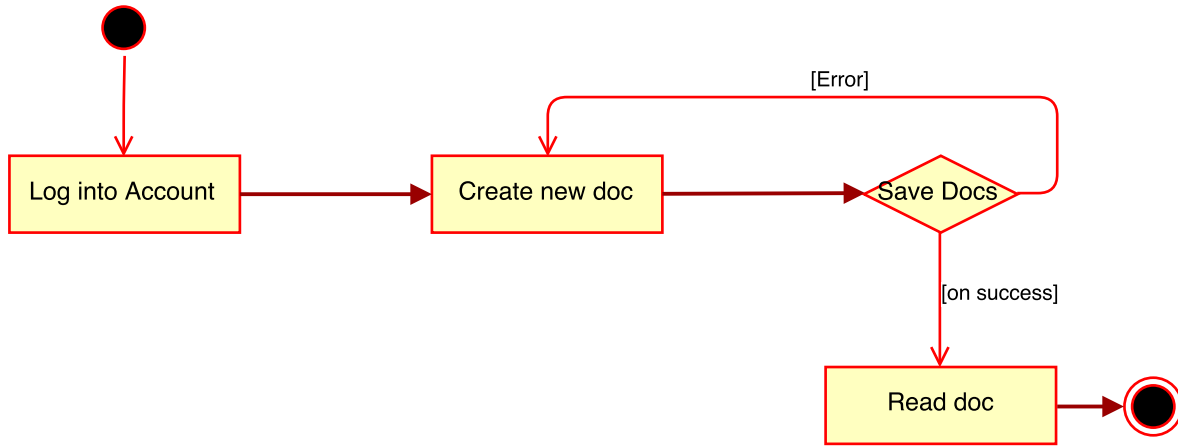 [Error]
Log into Account
Create new doc
Save Docs
[on success]
Read doc